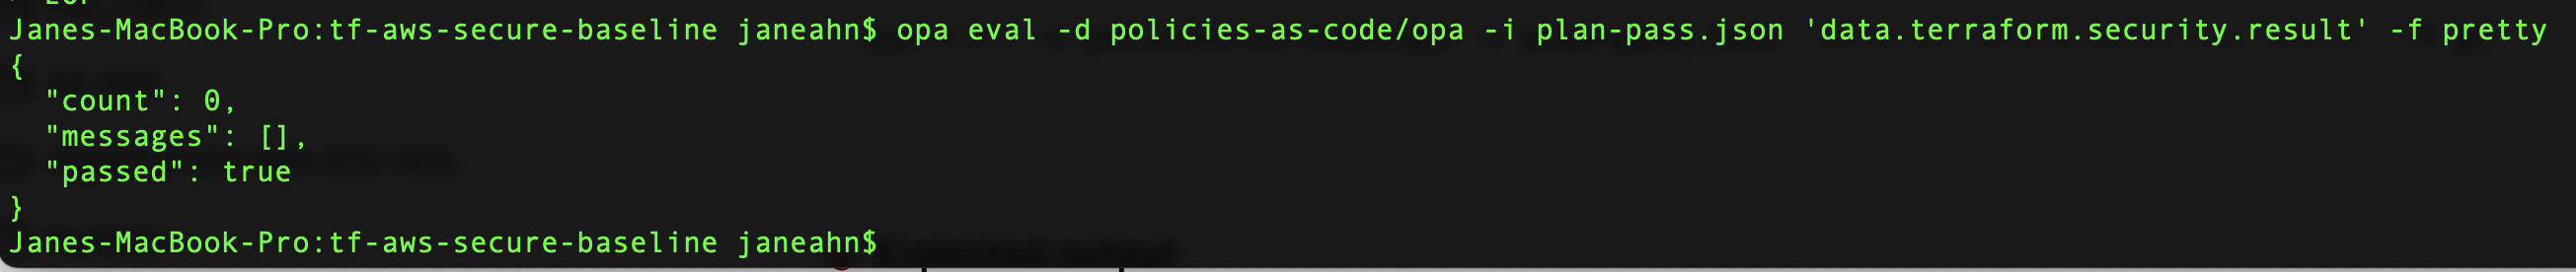 Janes-MacBook-Pro:tf-aws-secure-baseline janeahn$ opa eval -d policies-as-code/opa -i plan-pass.json 'data.terraform.security.result' -f pretty
{
  "count": 0,
  "messages": [],
  "passed": true
}
Janes-MacBook-Pro:tf-aws-secure-baseline janeahn$